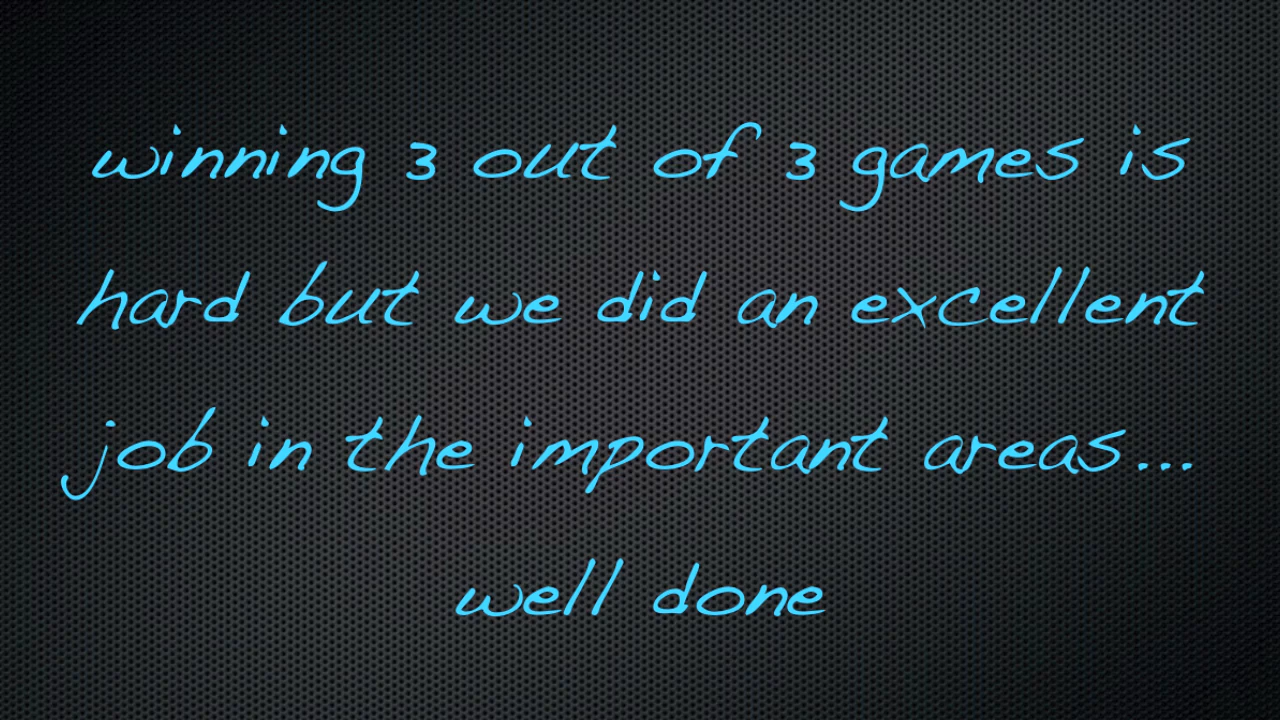 winning 3 out of 3 games is
hard but we did an excellent
job in the important areas...
well done